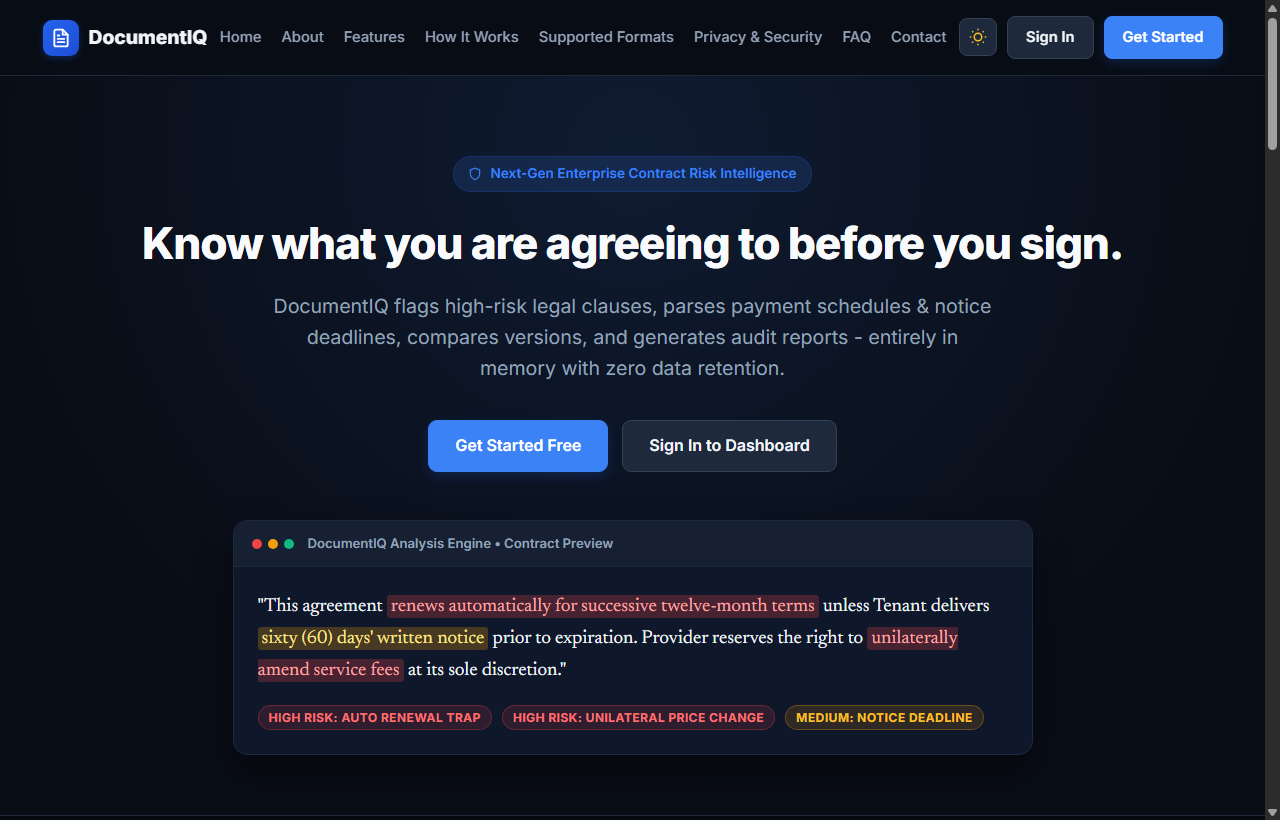 DocumentIQ Home About Features How It Works Supported Formats Privacy & Security FAQ Contact Sign In Get Started
Next-Gen Enterprise Contract Risk Intelligence
Know what you are agreeing to before you sign.
DocumentIQ flags high-risk legal clauses, parses payment schedules & notice
deadlines, compares versions, and generates audit reports - entirely in
memory with zero data retention.
Get Started Free Sign In to Dashboard
DocumentIQ Analysis Engine • Contract Preview
"This agreement renews automatically for successive twelve-month terms unless Tenant delivers
sixty (60) days' written notice prior to expiration. Provider reserves the right to unilaterally
amend service fees at its sole discretion."
HIGH RISK: AUTO RENEWAL TRAP HIGH RISK: UNILATERAL PRICE CHANGE MEDIUM: NOTICE DEADLINE